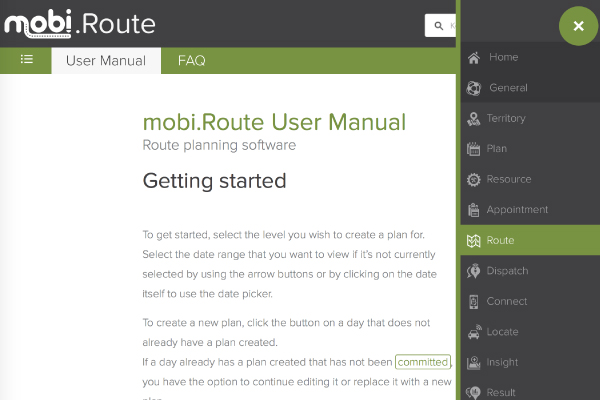 mobi.Route
User Manual
FAQ
mobi.Route User Manual
Route planning software
Getting started
To get started, select the level you wish to create a plan for.
Select the date range that you want to view if it's not currently
selected by using the arrow buttons or by clicking on the date
itself to use the date picker.
To create a new plan, click the button on a day that does not
already have a plan created.
If a day already has a plan created that has not been committed,
you have the option to continue editing it or replace it with a new
Home
General
Territory
Plan
Resource
Appointment
Route
Dispatch
Connect
Locate
Insight
Result